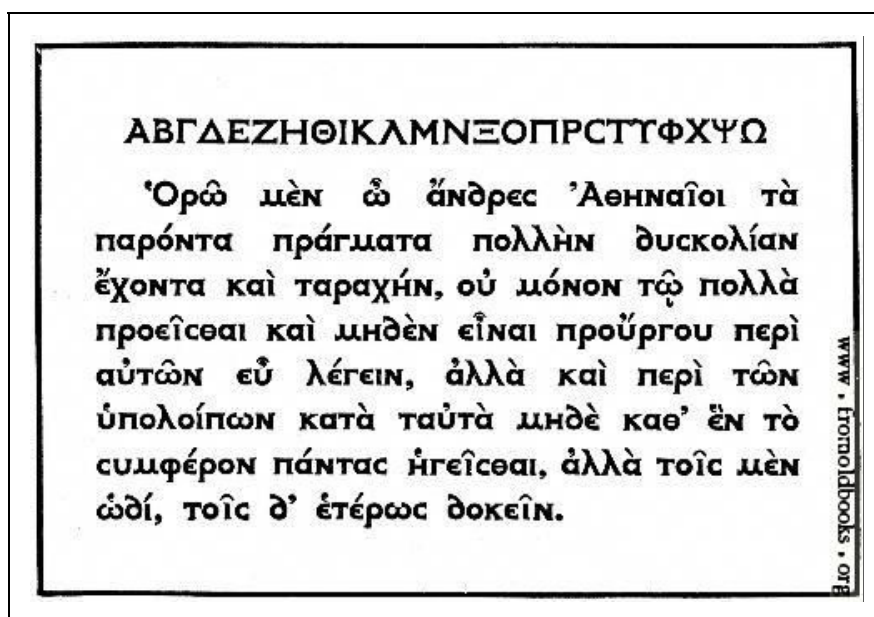 ΑΒΓΔΕΖΗΘΙΚΛΜΝΞΟΠΡϹΤΥΦΧΨΩ
Ὁρῶ μὲν ὦ ἄνδρες Ἀθηναῖοι τὰ
παρόντα πράγματα πολλὴν δυσκολίαν
ἔχοντα καὶ ταραχήν, οὐ μόνον τῷ πολλὰ
προεῖσθαι καὶ μηδὲν εἶναι προὔργου περὶ
αὐτῶν εὖ λέγειν, ἀλλὰ καὶ περὶ τῶν
ὑπολοίπων κατὰ ταὐτὰ μηδὲ καθ’ ἓν τὸ
συμφέρον πάντας ἡγεῖσθαι, ἀλλὰ τοῖς μὲν
ὡδί, τοῖς δ’ ἑτέρως δοκεῖν.
www.fromoldbooks.org